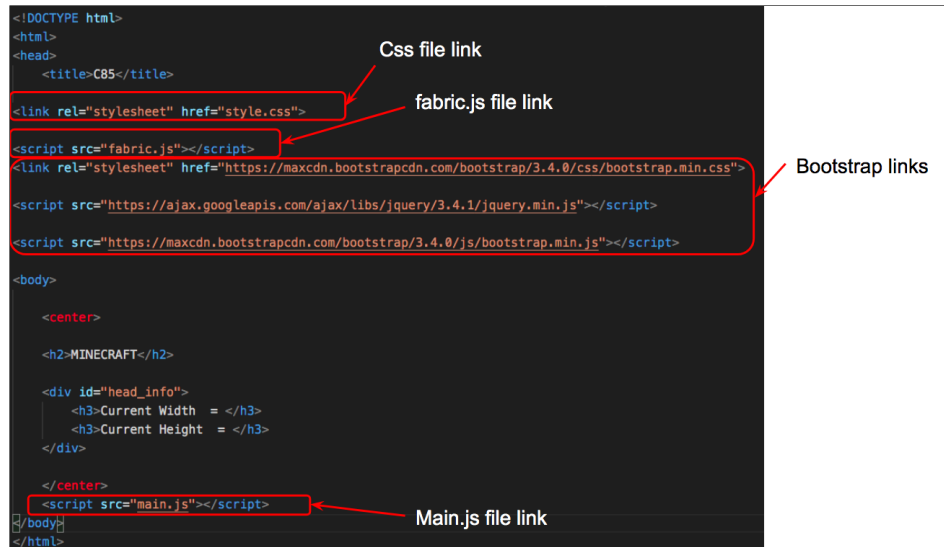 <!DOCTYPE html>
<html>
<head>
Css file link
<title>C85</title>
fabric.js file link
<link rel="stylesheet" href="style.css">
<script src="fabric.js"></script>
<link rel="stylesheet" href="https://maxcdn.bootstrapcdn.com/bootstrap/3.4.0/css/bootstrap.min.css">
Bootstrap links
<script src="https://ajax.googleapis.com/ajax/libs/jquery/3.4.1/jquery.min.js"></script>
<script src="https://maxcdn.bootstrapcdn.com/bootstrap/3.4.0/js/bootstrap.min.js"></script>
<body>
<center>
<h2>MINECRAFT</h2>
<div id="head_info">
<h3>Current Width  = </h3>
<h3>Current Height  = </h3>
</div>
</center>
<script src="main.js"></script>
Main.js file link
</body>
</html>